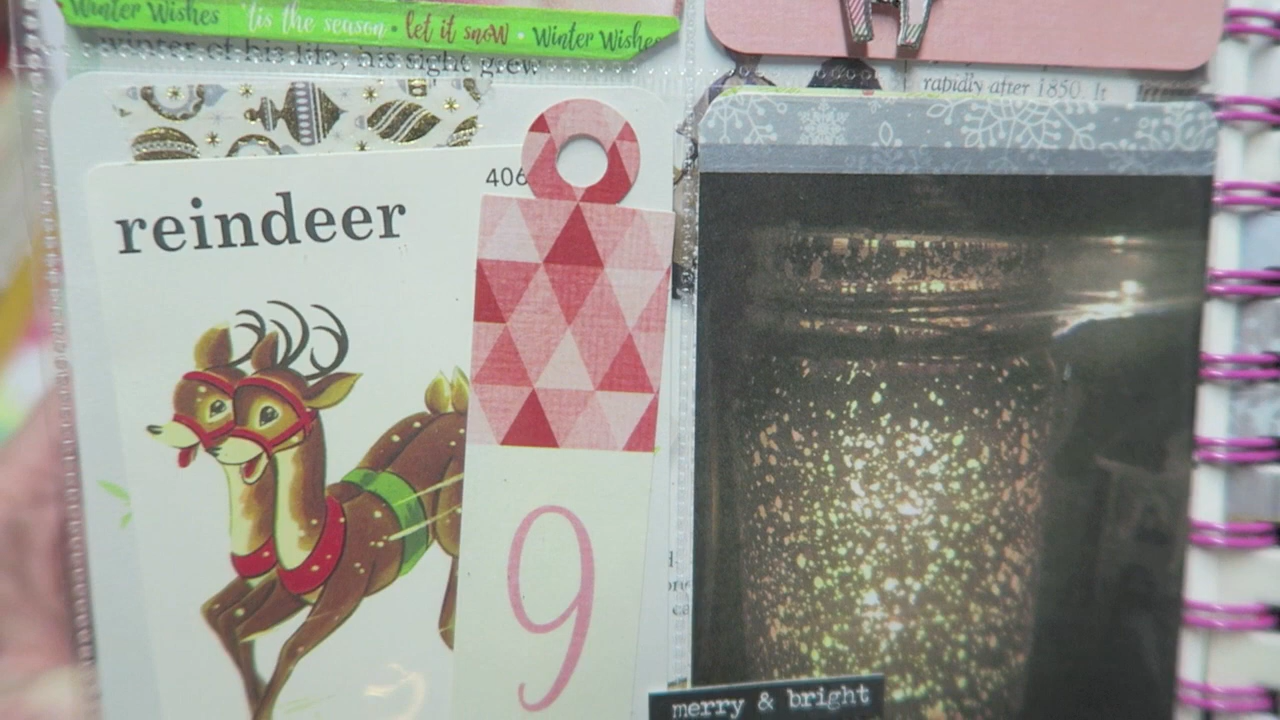 Winter Wishes 'tis the season • let it snow • Winter Wishes
winter of his life, his sight grew
rapidly after 1850. It
406
reindeer
9
merry & bright